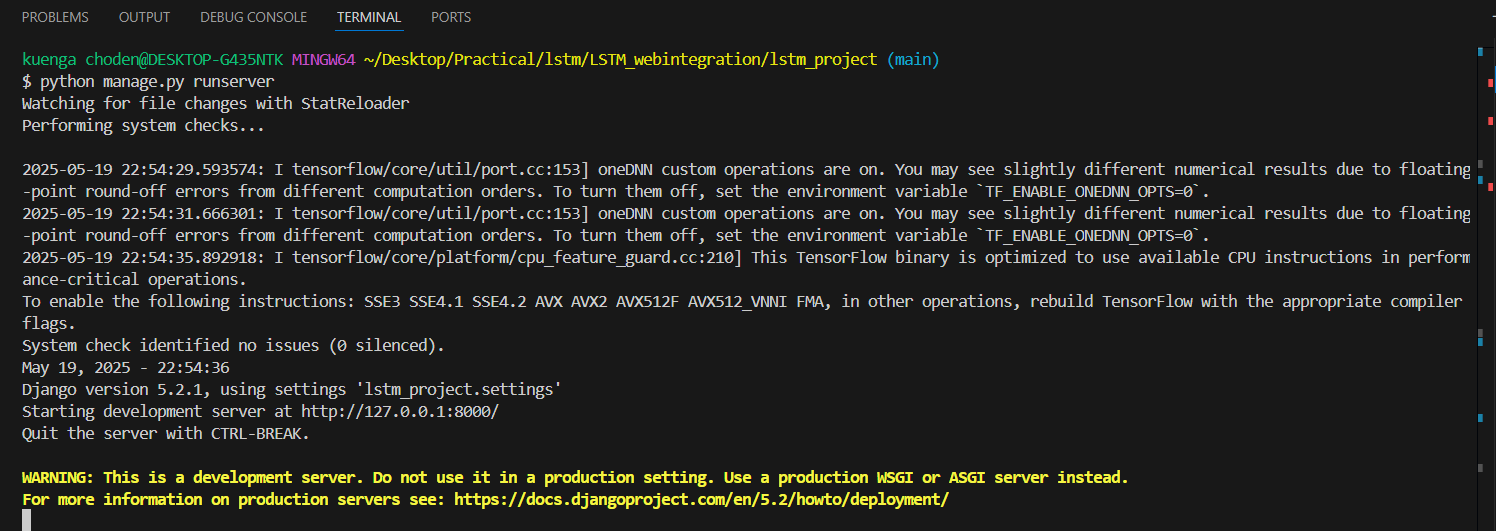 PROBLEMS OUTPUT DEBUG CONSOLE TERMINAL PORTS
kuenga choden@DESKTOP-G435NTK MINGW64 ~/Desktop/Practical/lstm/LSTM_webintegration/lstm_project (main)
$ python manage.py runserver
Watching for file changes with StatReloader
Performing system checks...
2025-05-19 22:54:29.593574: I tensorflow/core/util/port.cc:153] oneDNN custom operations are on. You may see slightly different numerical results due to floating
-point round-off errors from different computation orders. To turn them off, set the environment variable `TF_ENABLE_ONEDNN_OPTS=0`.
2025-05-19 22:54:31.666301: I tensorflow/core/util/port.cc:153] oneDNN custom operations are on. You may see slightly different numerical results due to floating
-point round-off errors from different computation orders. To turn them off, set the environment variable `TF_ENABLE_ONEDNN_OPTS=0`.
2025-05-19 22:54:35.892918: I tensorflow/core/platform/cpu_feature_guard.cc:210] This TensorFlow binary is optimized to use available CPU instructions in perform
ance-critical operations.
To enable the following instructions: SSE3 SSE4.1 SSE4.2 AVX AVX2 AVX512F AVX512_VNNI FMA, in other operations, rebuild TensorFlow with the appropriate compiler
flags.
System check identified no issues (0 silenced).
May 19, 2025 - 22:54:36
Django version 5.2.1, using settings 'lstm_project.settings'
Starting development server at http://127.0.0.1:8000/
Quit the server with CTRL-BREAK.
WARNING: This is a development server. Do not use it in a production setting. Use a production WSGI or ASGI server instead.
For more information on production servers see: https://docs.djangoproject.com/en/5.2/howto/deployment/